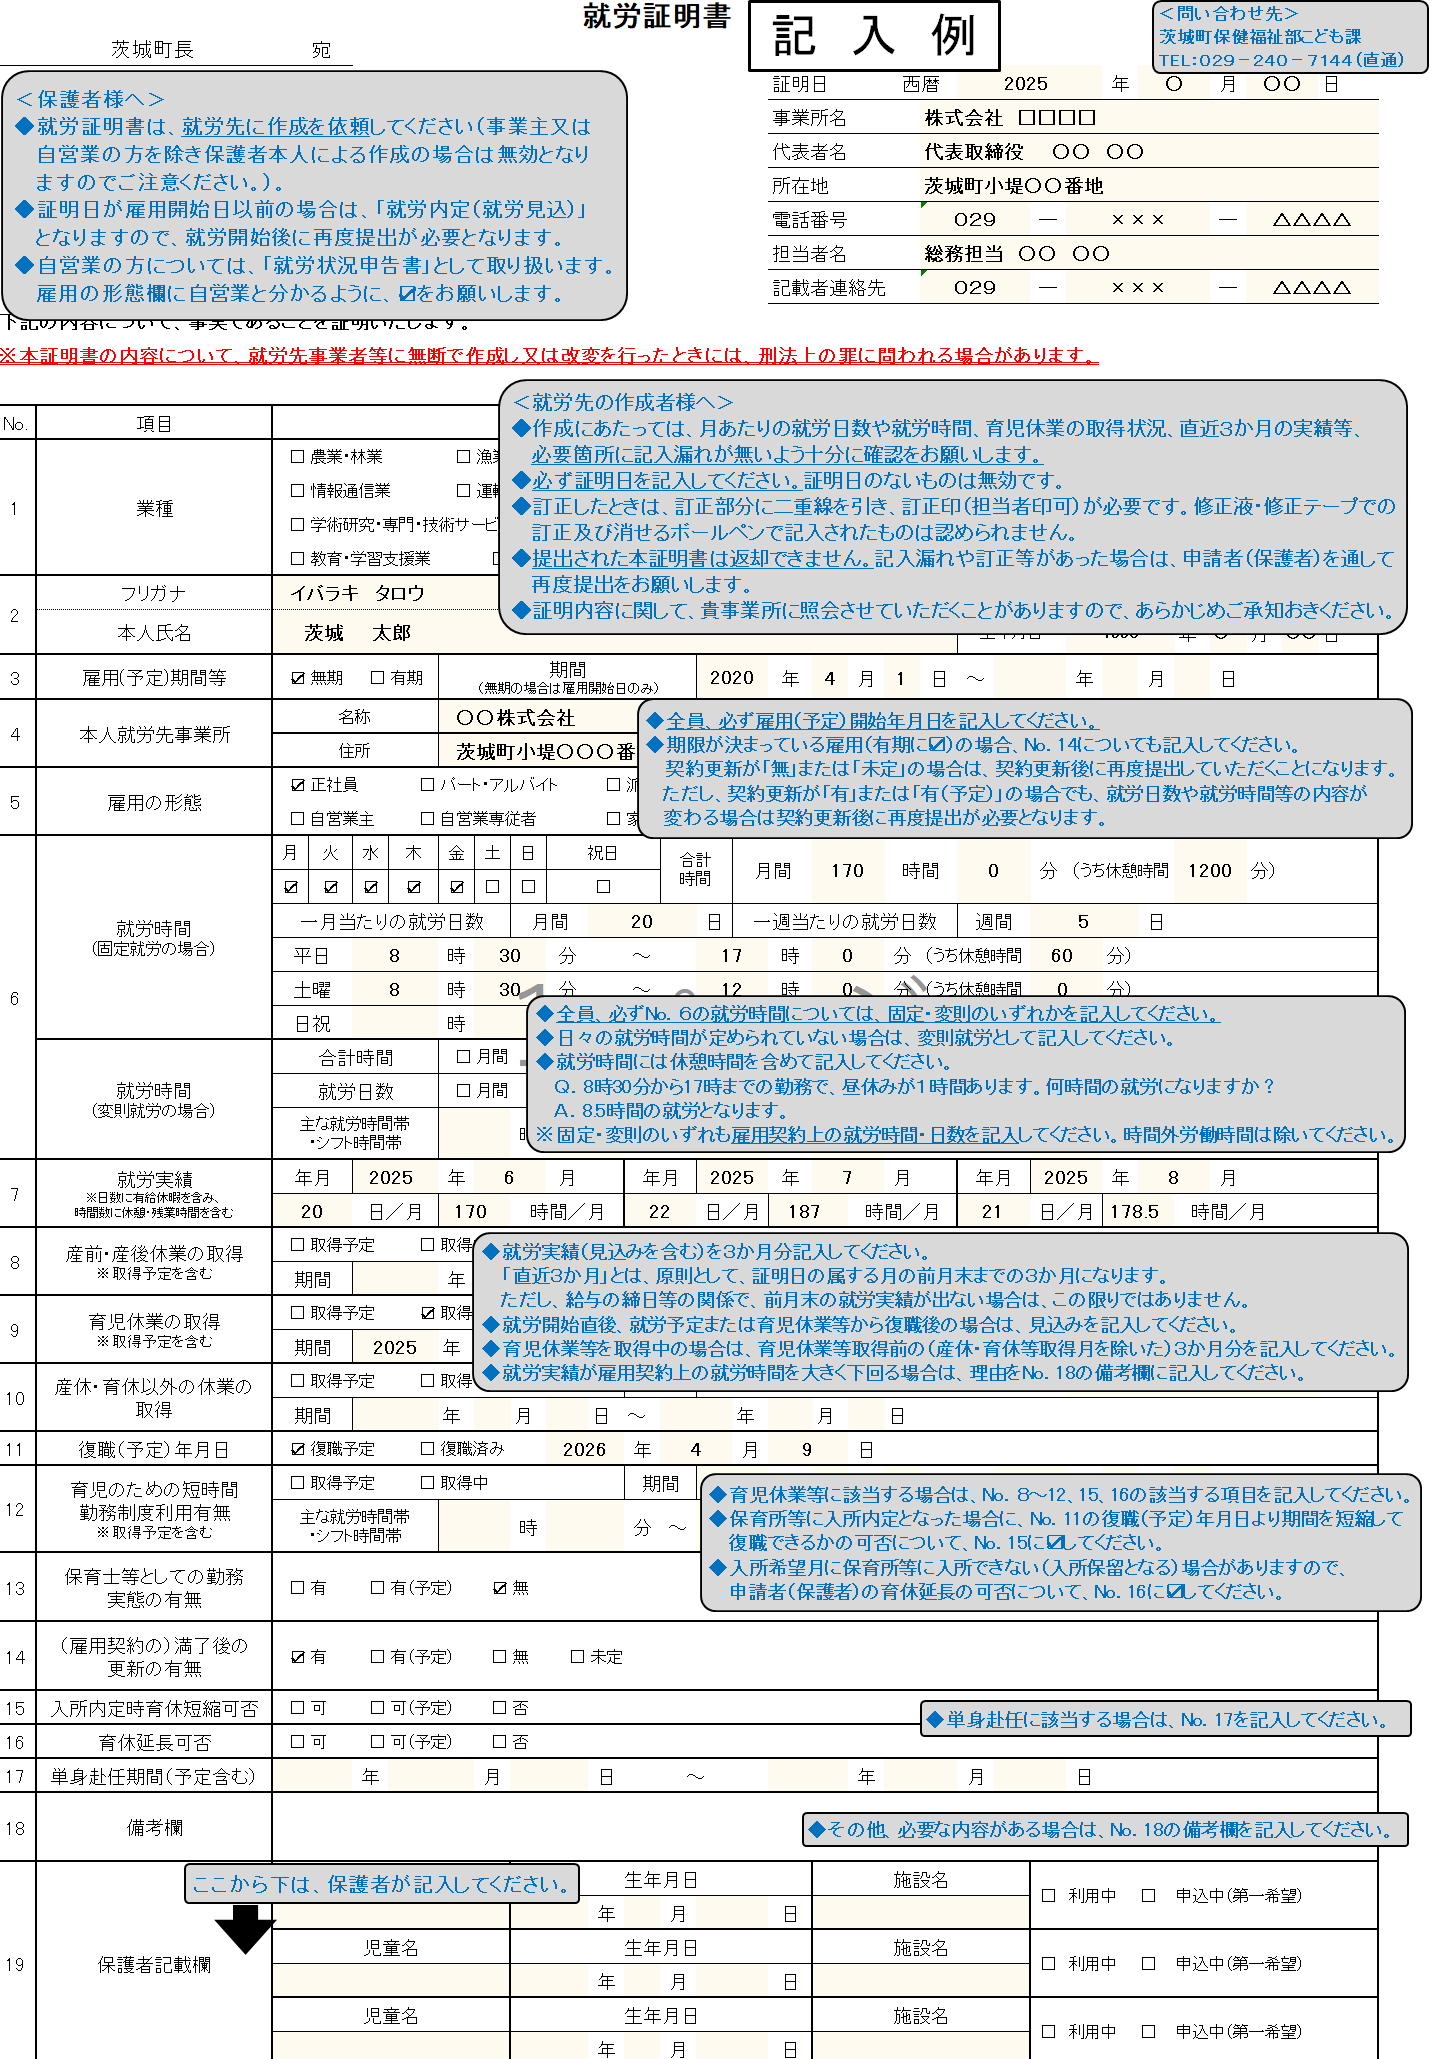 就労証明書
記 入 例
＜問い合わせ先＞
茨城町保健福祉部こども課
TEL：029－240－7144（直通）
茨城町長 宛
＜保護者様へ＞
◆就労証明書は、就労先に作成を依頼してください（事業主又は
自営業の方を除き保護者本人による作成の場合は無効となり
ますのでご注意ください。）。
◆証明日が雇用開始日以前の場合は、「就労内定（就労見込）」
となりますので、就労開始後に再度提出が必要となります。
◆自営業の方については、「就労状況申告書」として取り扱います。
雇用の形態欄に自営業と分かるように、☑をお願いします。
証明日 西暦 2025 年 〇 月 〇〇 日
事業所名 株式会社 □□□□
代表者名 代表取締役 〇〇 〇〇
所在地 茨城町小堤〇〇番地
電話番号 029 ― ××× ― △△△△
担当者名 総務担当 〇〇 〇〇
記載者連絡先 029 ― ××× ― △△△△
下記の内容について、事実であることを証明いたします。
※本証明書の内容について、就労先事業者等に無断で作成し又は改変を行ったときには、刑法上の罪に問われる場合があります。
＜就労先の作成者様へ＞
◆作成にあたっては、月あたりの就労日数や就労時間、育児休業の取得状況、直近3か月の実績等、
必要箇所に記入漏れが無いよう十分に確認をお願いします。
◆必ず証明日を記入してください。証明日のないものは無効です。
◆訂正したときは、訂正部分に二重線を引き、訂正印（担当者印可）が必要です。修正液・修正テープでの
訂正及び消せるボールペンで記入されたものは認められません。
◆提出された本証明書は返却できません。記入漏れや訂正等があった場合は、申請者（保護者）を通して
再度提出をお願いします。
◆証明内容に関して、貴事業所に照会させていただくことがありますので、あらかじめご承知おきください。
No. 項目
1 業種
□ 農業・林業 □ 漁業
□ 情報通信業 □ 運輸
□ 学術研究・専門・技術サービ
□ 教育・学習支援業
2 フリガナ イバラキ タロウ
本人氏名 茨城 太郎
3 雇用(予定)期間等 ☑ 無期 □ 有期 期間
（無期の場合は雇用開始日のみ） 2020 年 4 月 1 日 ～ 年 月 日
4 本人就労先事業所 名称 〇〇株式会社
住所 茨城町小堤〇〇〇番
◆全員、必ず雇用（予定）開始年月日を記入してください。
◆期限が決まっている雇用（有期に☑）の場合、No. 14についても記入してください。
契約更新が「無」または「未定」の場合は、契約更新後に再度提出していただくことになります。
ただし、契約更新が「有」または「有（予定）」の場合でも、就労日数や就労時間等の内容が
変わる場合は契約更新後に再度提出が必要となります。
5 雇用の形態 ☑ 正社員 □ パート・アルバイト □ 派
□ 自営業主 □ 自営業専従者 □ 家
6 就労時間
（固定就労の場合）
月 火 水 木 金 土 日 祝日 合計
時間 月間 170 時間 0 分 （うち休憩時間 1200 分）
☑ ☑ ☑ ☑ ☑ □ □ □
一月当たりの就労日数 月間 20 日 一週当たりの就労日数 週間 5 日
平日 8 時 30 分 ～ 17 時 0 分 （うち休憩時間 60 分）
土曜 8 時 30 分 ～ 12 時 0 分 （うち休憩時間 0 分）
日祝 時
◆全員、必ずNo. 6の就労時間については、固定・変則のいずれかを記入してください。
◆日々の就労時間が定められていない場合は、変則就労として記入してください。
◆就労時間には休憩時間を含めて記入してください。
Q. 8時30分から17時までの勤務で、昼休みが1時間あります。何時間の就労になりますか？
A. 8.5時間の就労となります。
※固定・変則のいずれも雇用契約上の就労時間・日数を記入してください。時間外労働時間は除いてください。
就労時間
（変則就労の場合）
合計時間 □ 月間
就労日数 □ 月間
主な就労時間帯
・シフト時間帯
7 就労実績
※日数に有給休暇を含み、
時間数に休憩・残業時間を含む
年月 2025 年 6 月 年月 2025 年 7 月 年月 2025 年 8 月
20 日／月 170 時間／月 22 日／月 187 時間／月 21 日／月 178.5 時間／月
8 産前・産後休業の取得
※取得予定を含む
□ 取得予定 □ 取得
期間 年
9 育児休業の取得
※取得予定を含む
□ 取得予定 ☑ 取得
期間 2025 年
◆就労実績（見込みを含む）を3か月分記入してください。
「直近3か月」とは、原則として、証明日の属する月の前月末までの3か月になります。
ただし、給与の締日等の関係で、前月末の就労実績が出ない場合は、この限りではありません。
◆就労開始直後、就労予定または育児休業等から復職後の場合は、見込みを記入してください。
◆育児休業等を取得中の場合は、育児休業等取得前の（産休・育休等取得月を除いた）3か月分を記入してください。
◆就労実績が雇用契約上の就労時間を大きく下回る場合は、理由をNo. 18の備考欄に記入してください。
10 産休・育休以外の休業の
取得
□ 取得予定 □ 取得
期間 年 月 日 ～ 年 月 日
11 復職（予定）年月日 ☑ 復職予定 □ 復職済み 2026 年 4 月 9 日
12 育児のための短時間
勤務制度利用有無
※取得予定を含む
□ 取得予定 □ 取得中 期間
主な就労時間帯
・シフト時間帯 時 分 ～
◆育児休業等に該当する場合は、No. 8～12、15、16の該当する項目を記入してください。
◆保育所等に入所内定となった場合に、No. 11の復職（予定）年月日より期間を短縮して
復職できるかの可否について、No. 15に☑してください。
◆入所希望月に保育所等に入所できない（入所保留となる）場合がありますので、
申請者（保護者）の育休延長の可否について、No. 16に☑してください。
13 保育士等としての勤務
実態の有無 □ 有 □ 有(予定) ☑ 無
14 （雇用契約の）満了後の
更新の有無 ☑ 有 □ 有(予定) □ 無 □ 未定
15 入所内定時育休短縮可否 □ 可 □ 可(予定) □ 否
◆単身赴任に該当する場合は、No. 17を記入してください。
16 育休延長可否 □ 可 □ 可(予定) □ 否
17 単身赴任期間（予定含む） 年 月 日 ～ 年 月 日
18 備考欄
◆その他、必要な内容がある場合は、No. 18の備考欄を記入してください。
ここから下は、保護者が記入してください。
19 保護者記載欄
生年月日 施設名 □ 利用中 □ 申込中(第一希望)
年 月 日
児童名 生年月日 施設名 □ 利用中 □ 申込中(第一希望)
年 月 日
児童名 生年月日 施設名 □ 利用中 □ 申込中(第一希望)
年 月 日